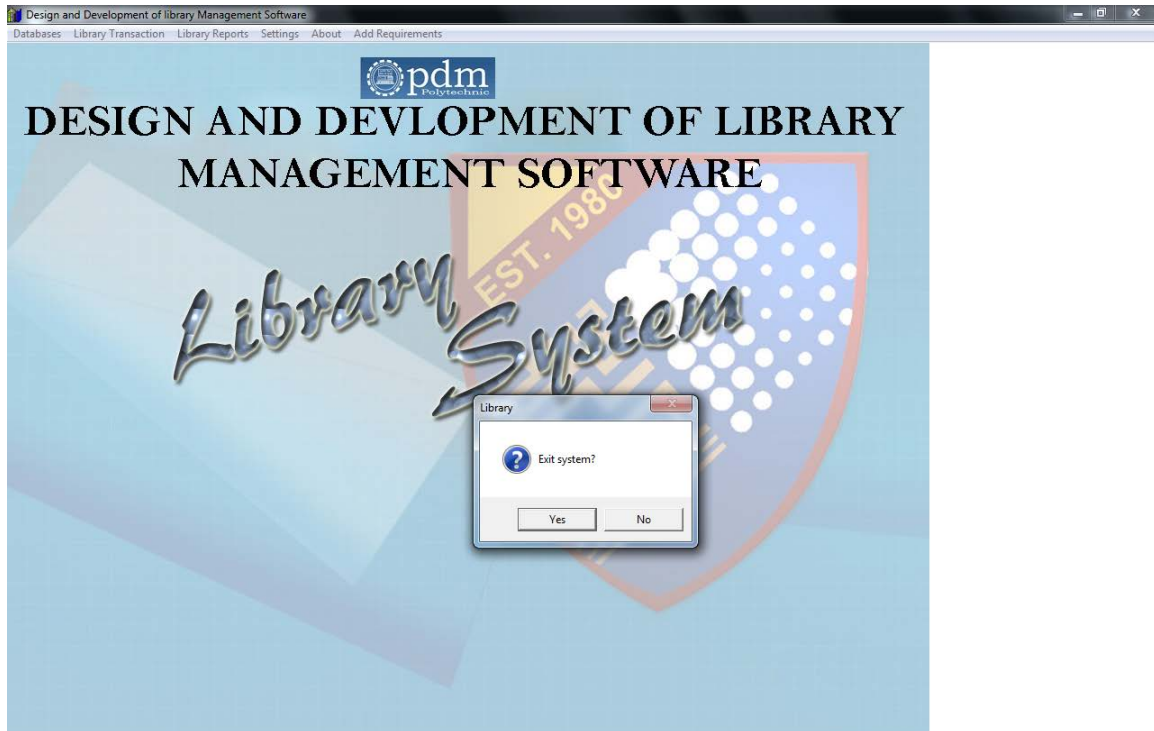 Design and Development of library Management Software
Databases Library Transaction Library Reports Settings About Add Requirements
pdm
Polytechnic
DESIGN AND DEVLOPMENT OF LIBRARY
MANAGEMENT SOFTWARE
EST. 1980
Library
System
Library
Exit system?
Yes No